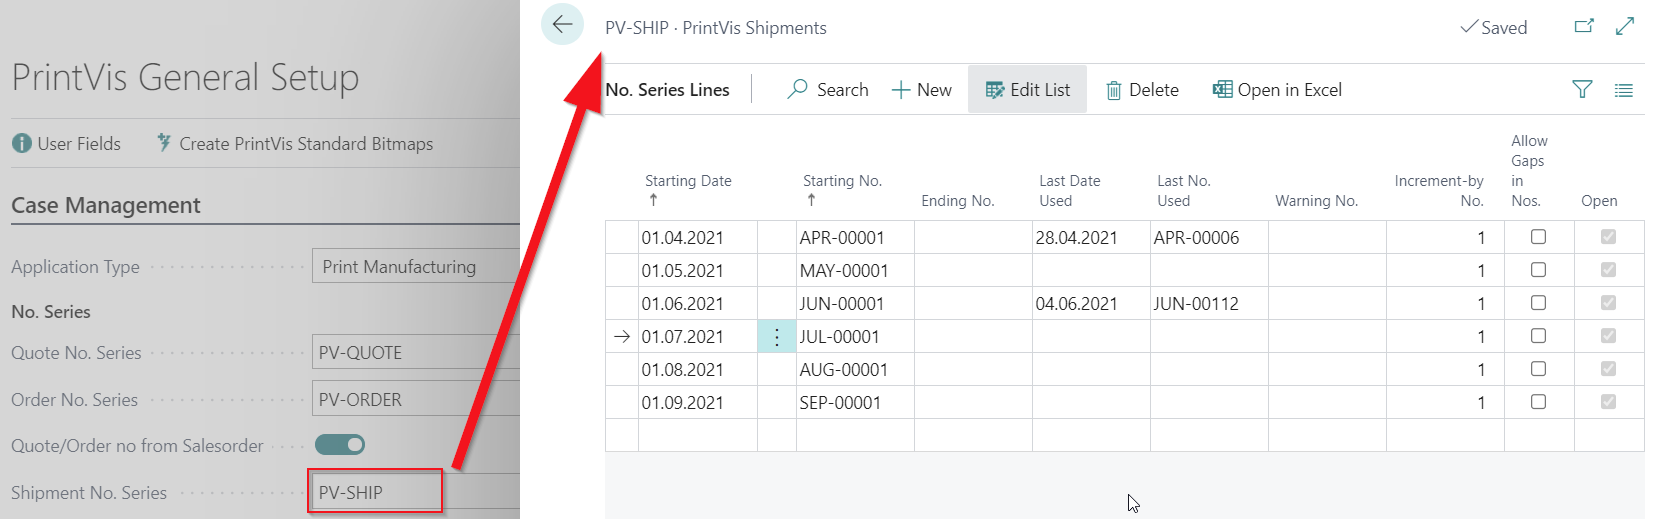 PrintVis General Setup
User Fields Create PrintVis Standard Bitmaps
Case Management
Application Type Print Manufacturing
No. Series
Quote No. Series PV-QUOTE
Order No. Series PV-ORDER
Quote/Order no from Salesorder
Shipment No. Series PV-SHIP
PV-SHIP · PrintVis Shipments Saved
No. Series Lines Search New Edit List Delete Open in Excel
Starting Date ↑ Starting No. ↑ Ending No. Last Date Used Last No. Used Warning No. Increment-by No. Allow Gaps in Nos. Open
01.04.2021 APR-00001 28.04.2021 APR-00006 1
01.05.2021 MAY-00001 1
01.06.2021 JUN-00001 04.06.2021 JUN-00112 1
01.07.2021 JUL-00001 1
01.08.2021 AUG-00001 1
01.09.2021 SEP-00001 1